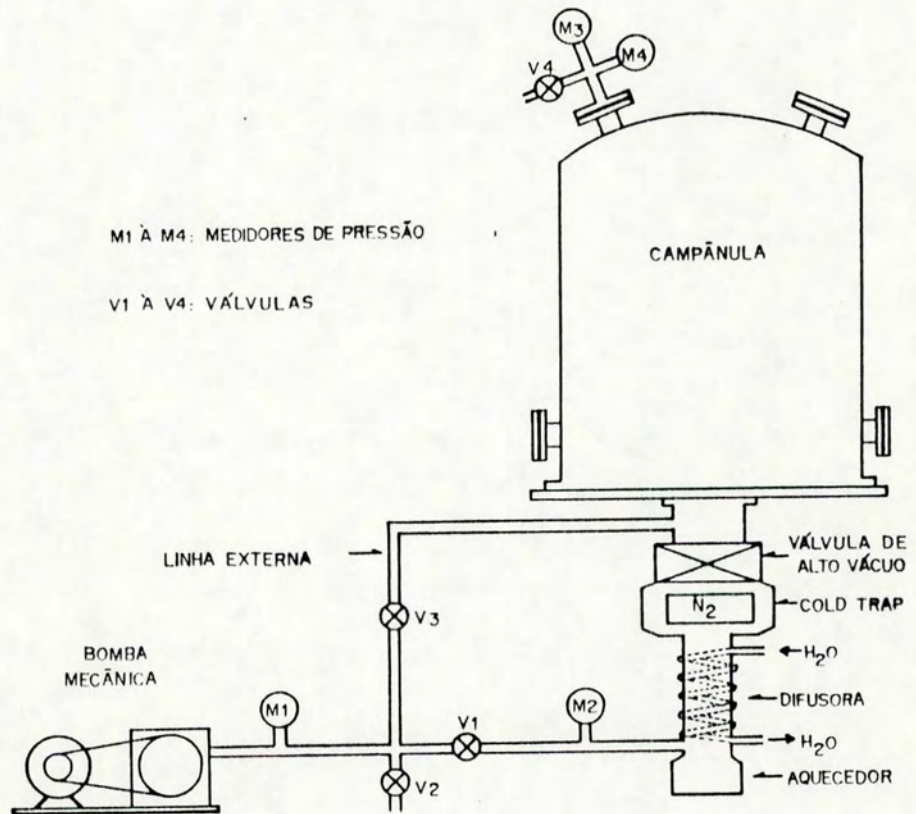 M3
M4
V4
M1 À M4: MEDIDORES DE PRESSÃO
CAMPÂNULA
V1 À V4: VÁLVULAS
LINHA EXTERNA
VÁLVULA DE
ALTO VÁCUO
N2
COLD TRAP
V3
H2O
BOMBA
MECÂNICA
DIFUSORA
M1
V1
M2
H2O
V2
AQUECEDOR